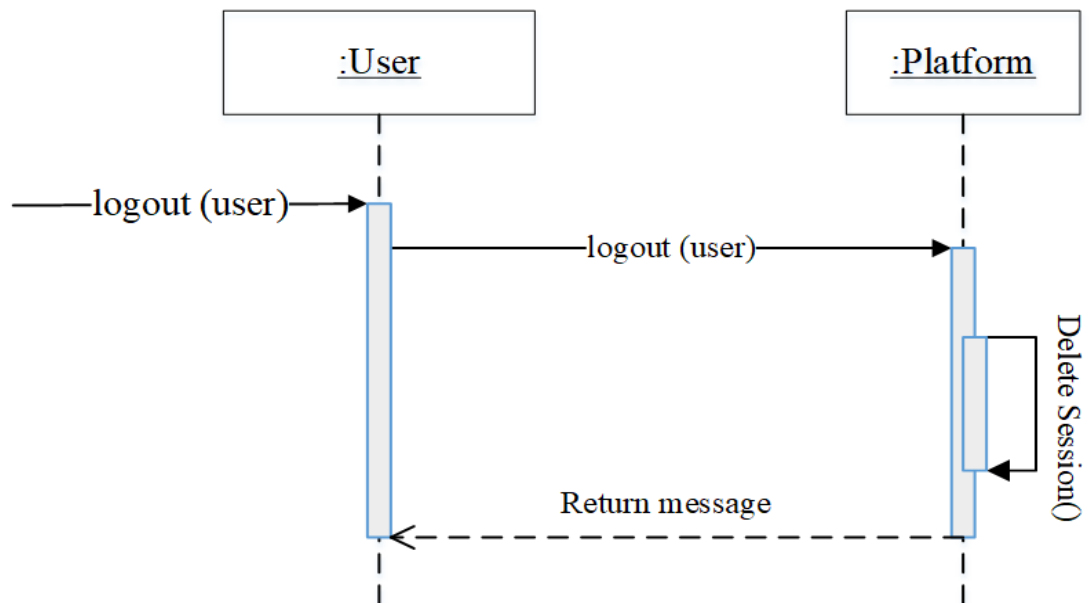 :User
:Platform
logout (user)
logout (user)
Delete Session()
Return message